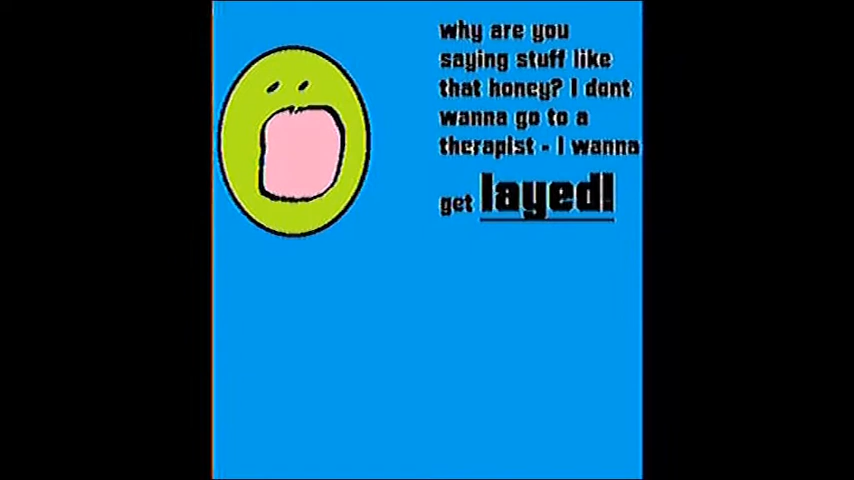 why are you
saying stuff like
that honey? I dont
wanna go to a
therapist - I wanna
get layed!